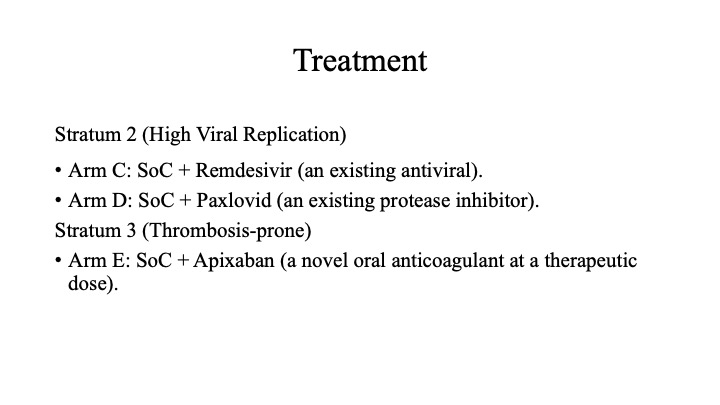 Treatment
Stratum 2 (High Viral Replication)
• Arm C: SoC + Remdesivir (an existing antiviral).
• Arm D: SoC + Paxlovid (an existing protease inhibitor).
Stratum 3 (Thrombosis-prone)
• Arm E: SoC + Apixaban (a novel oral anticoagulant at a therapeutic
dose).